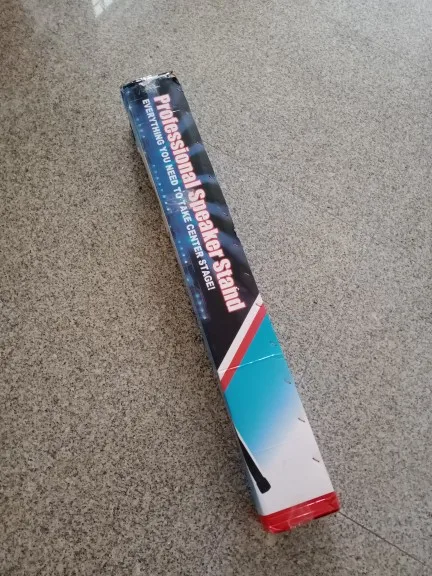 Professional Speaker Stand
EVERYTHING YOU NEED TO TAKE CENTER STAGE!